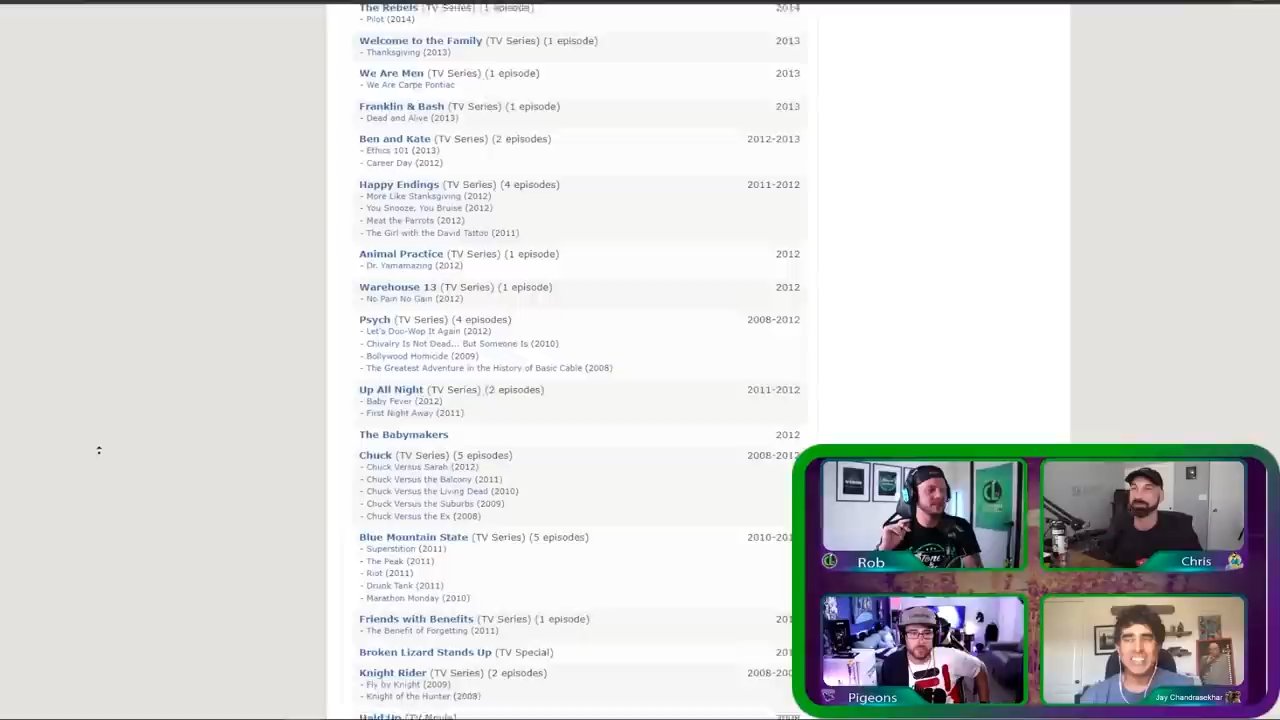 The Rebels (TV Series) (1 episode) 2014
- Pilot (2014)
Welcome to the Family (TV Series) (1 episode) 2013
- Thanksgiving (2013)
We Are Men (TV Series) (1 episode) 2013
- We Are Carpe Pontiac
Franklin & Bash (TV Series) (1 episode) 2013
- Dead and Alive (2013)
Ben and Kate (TV Series) (2 episodes) 2012-2013
- Ethics 101 (2013)
- Career Day (2012)
Happy Endings (TV Series) (4 episodes) 2011-2012
- More Like Stanksgiving (2012)
- You Snooze, You Bruise (2012)
- Meat the Parrots (2012)
- The Girl with the David Tattoo (2011)
Animal Practice (TV Series) (1 episode) 2012
- Dr. Yamamazing (2012)
Warehouse 13 (TV Series) (1 episode) 2012
- No Pain No Gain (2012)
Psych (TV Series) (4 episodes) 2008-2012
- Let's Doo-Wop It Again (2012)
- Chivalry Is Not Dead... But Someone Is (2010)
- Bollywood Homicide (2009)
- The Greatest Adventure in the History of Basic Cable (2008)
Up All Night (TV Series) (2 episodes) 2011-2012
- Baby Fever (2012)
- First Night Away (2011)
The Babymakers 2012
Chuck (TV Series) (5 episodes) 2008-2012
- Chuck Versus Sarah (2012)
- Chuck Versus the Balcony (2011)
- Chuck Versus the Living Dead (2010)
- Chuck Versus the Suburbs (2009)
- Chuck Versus the Ex (2008)
Blue Mountain State (TV Series) (5 episodes) 2010-201
- Superstition (2011)
- The Peak (2011)
- Riot (2011)
- Drunk Tank (2011)
- Marathon Monday (2010)
Friends with Benefits (TV Series) (1 episode) 201
- The Benefit of Forgetting (2011)
Broken Lizard Stands Up (TV Special) 201
Knight Rider (TV Series) (2 episodes) 2008-200
- Fly by Knight (2009)
- Knight of the Hunter (2008)
Rob
Chris
Pigeons
Jay Chandrasekhar